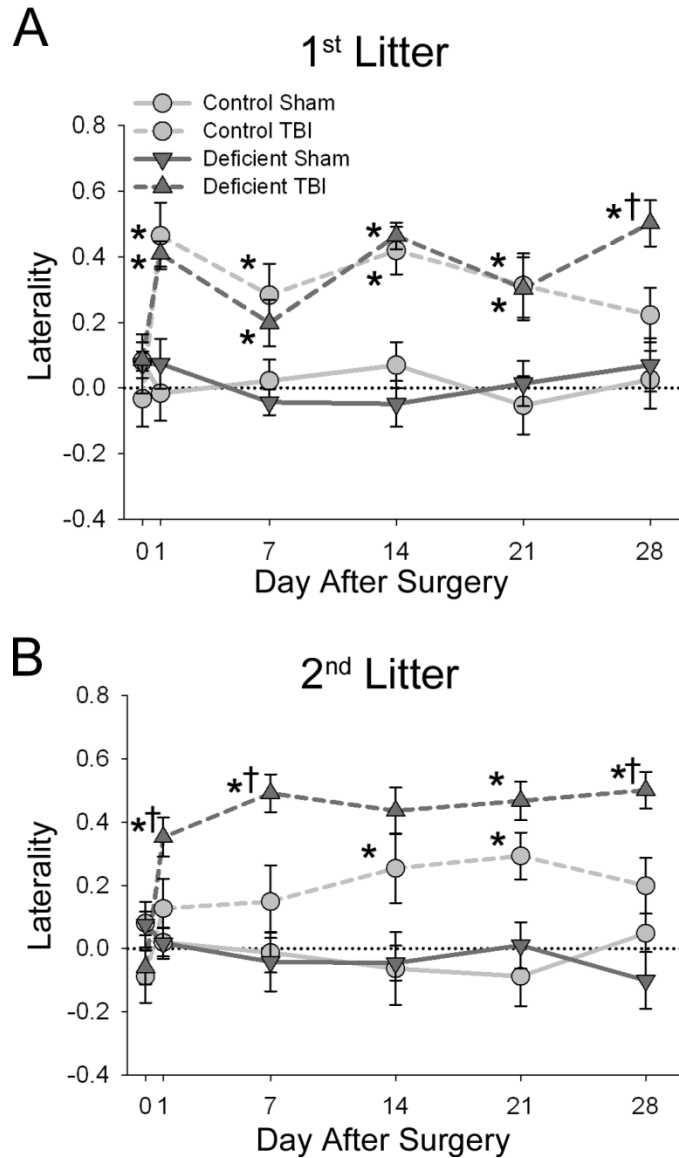 A
1st Litter
Control Sham
Control TBI
Deficient Sham
Deficient TBI
0.8
0.6
0.4
0.2
0.0
-0.2
-0.4
Laterality
*
*
*
*
*
*
*
*
*†
0 1 7 14 21 28
Day After Surgery
B
2nd Litter
0.8
0.6
0.4
0.2
0.0
-0.2
-0.4
Laterality
*†
*†
*
*
*
*†
0 1 7 14 21 28
Day After Surgery